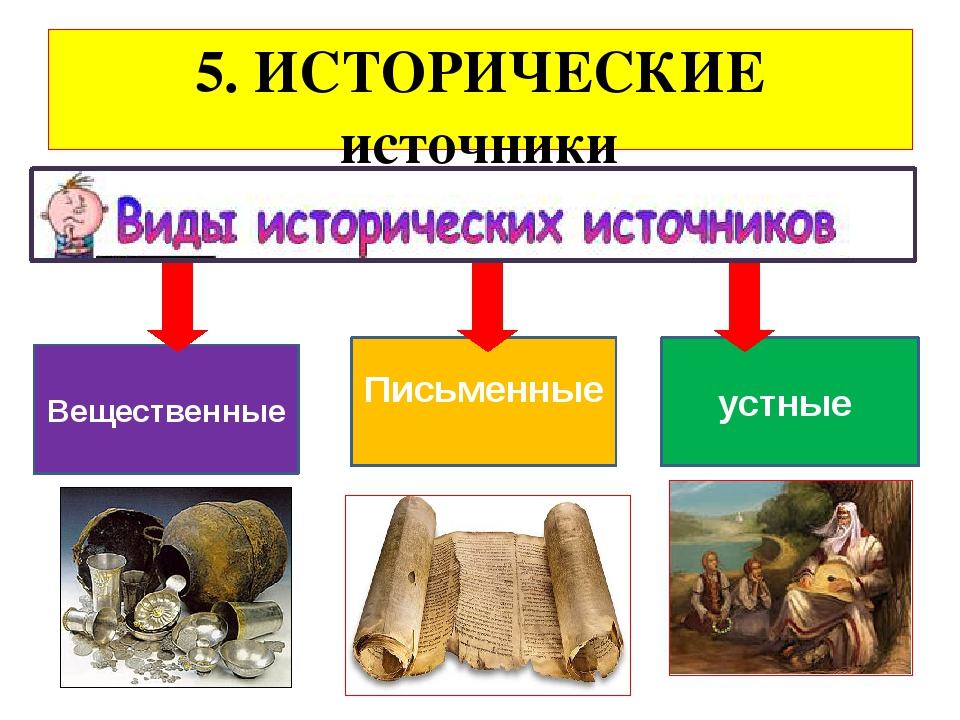 5. ИСТОРИЧЕСКИЕ
источники
Виды исторических источников
Вещественные
Письменные
устные